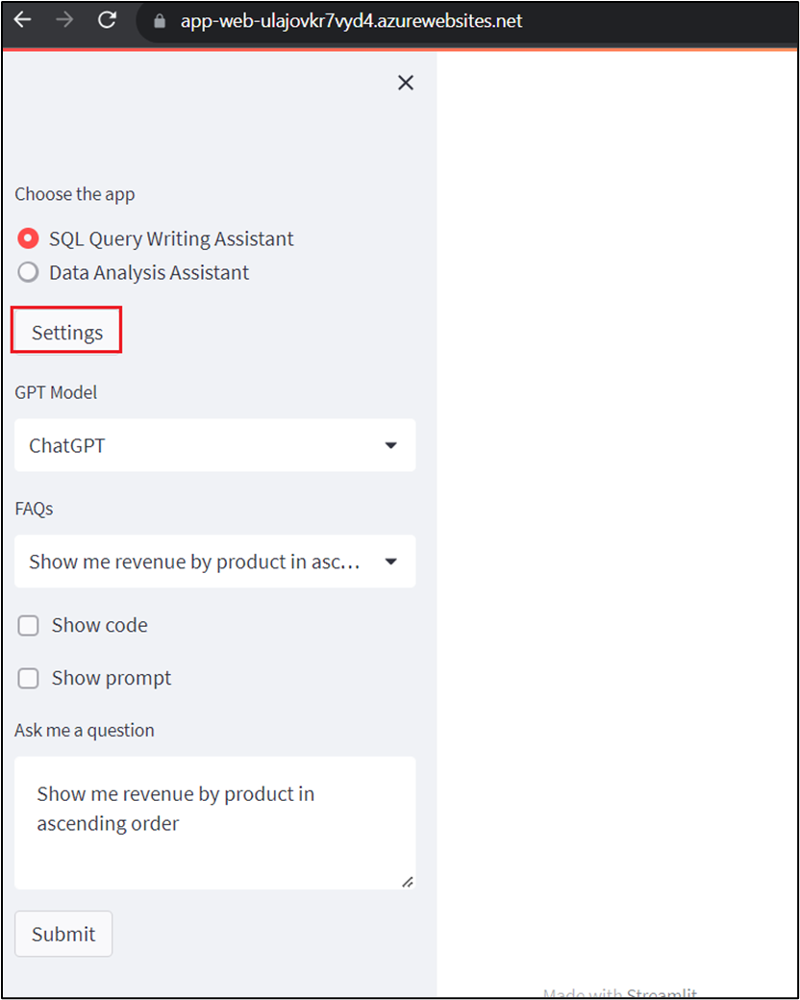 app-web-ulajovkr7vyd4.azurewebsites.net
Choose the app
SQL Query Writing Assistant
Data Analysis Assistant
Settings
GPT Model
ChatGPT
FAQs
Show me revenue by product in asc...
Show code
Show prompt
Ask me a question
Show me revenue by product in
ascending order
Submit
Made with Streamlit